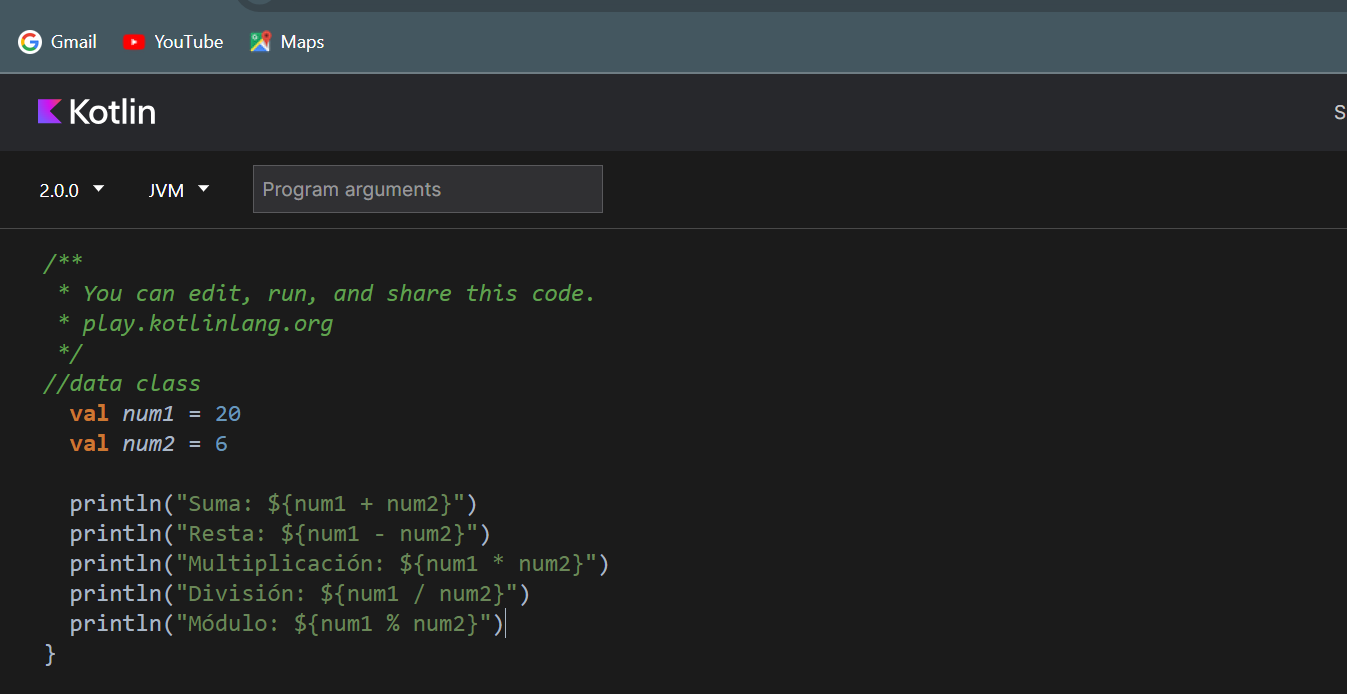 Gmail YouTube Maps
Kotlin S
2.0.0 JVM Program arguments
/**
 * You can edit, run, and share this code.
 * play.kotlinlang.org
 */
//data class
  val num1 = 20
  val num2 = 6
  println("Suma: ${num1 + num2}")
  println("Resta: ${num1 - num2}")
  println("Multiplicación: ${num1 * num2}")
  println("División: ${num1 / num2}")
  println("Módulo: ${num1 % num2}")
}